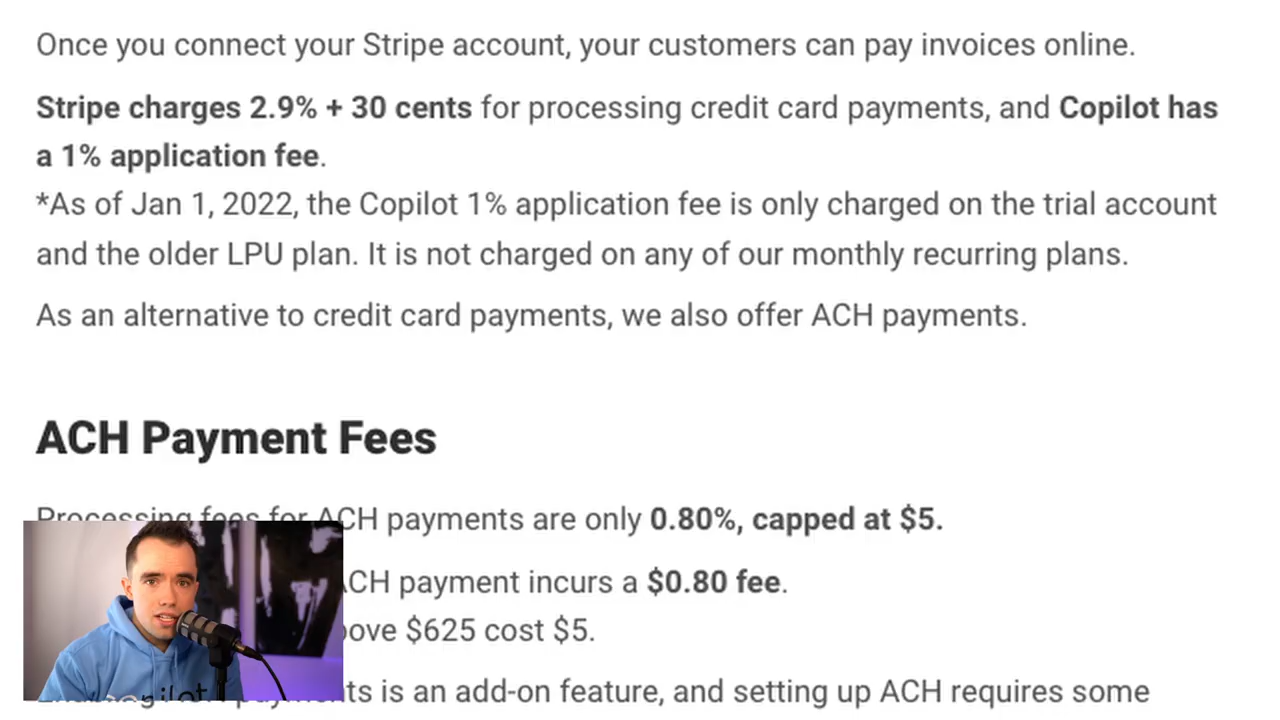 Once you connect your Stripe account, your customers can pay invoices online.
Stripe charges 2.9% + 30 cents for processing credit card payments, and Copilot has
a 1% application fee.
*As of Jan 1, 2022, the Copilot 1% application fee is only charged on the trial account
and the older LPU plan. It is not charged on any of our monthly recurring plans.
As an alternative to credit card payments, we also offer ACH payments.
ACH Payment Fees
Processing fees for ACH payments are only 0.80%, capped at $5.
ACH payment incurs a $0.80 fee.
$625 cost $5.
is an add-on feature, and setting up ACH requires some